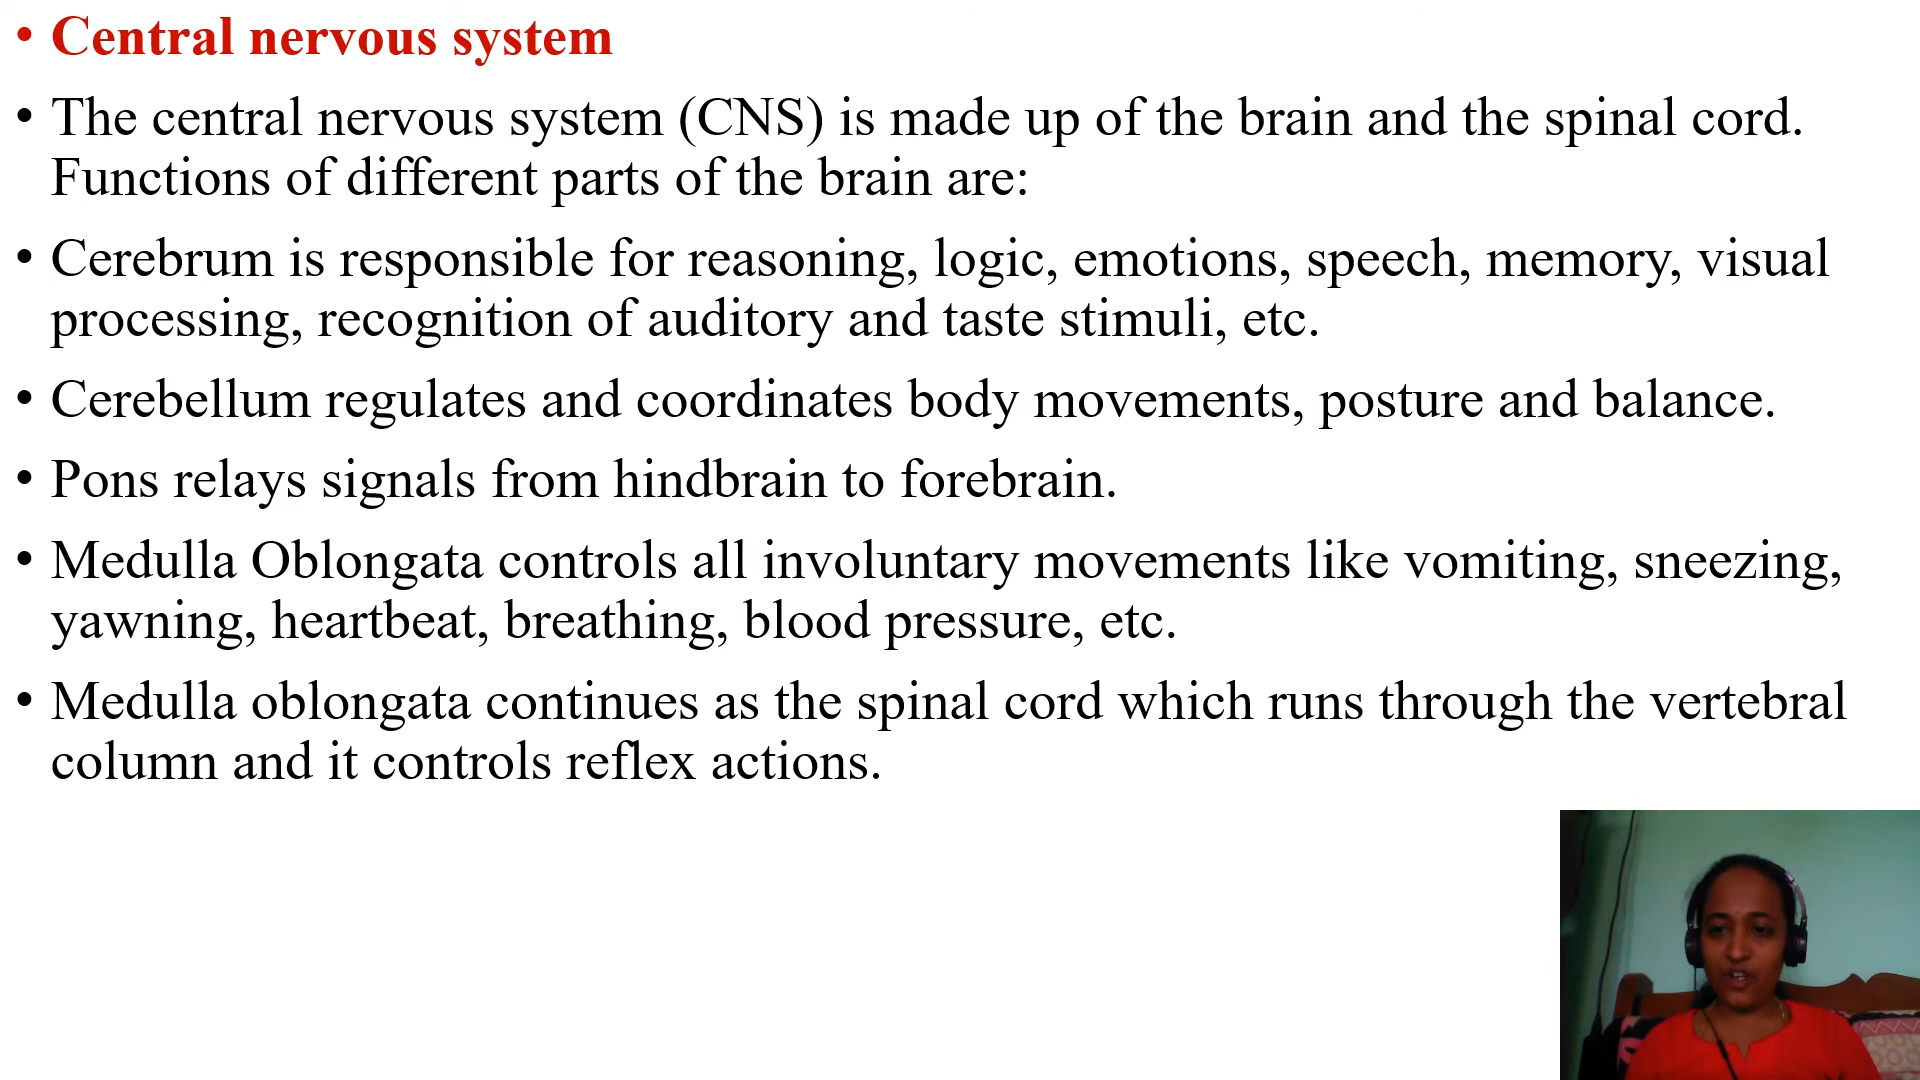 • Central nervous system
• The central nervous system (CNS) is made up of the brain and the spinal cord.
Functions of different parts of the brain are:
• Cerebrum is responsible for reasoning, logic, emotions, speech, memory, visual
processing, recognition of auditory and taste stimuli, etc.
• Cerebellum regulates and coordinates body movements, posture and balance.
• Pons relays signals from hindbrain to forebrain.
• Medulla Oblongata controls all involuntary movements like vomiting, sneezing,
yawning, heartbeat, breathing, blood pressure, etc.
• Medulla oblongata continues as the spinal cord which runs through the vertebral
column and it controls reflex actions.